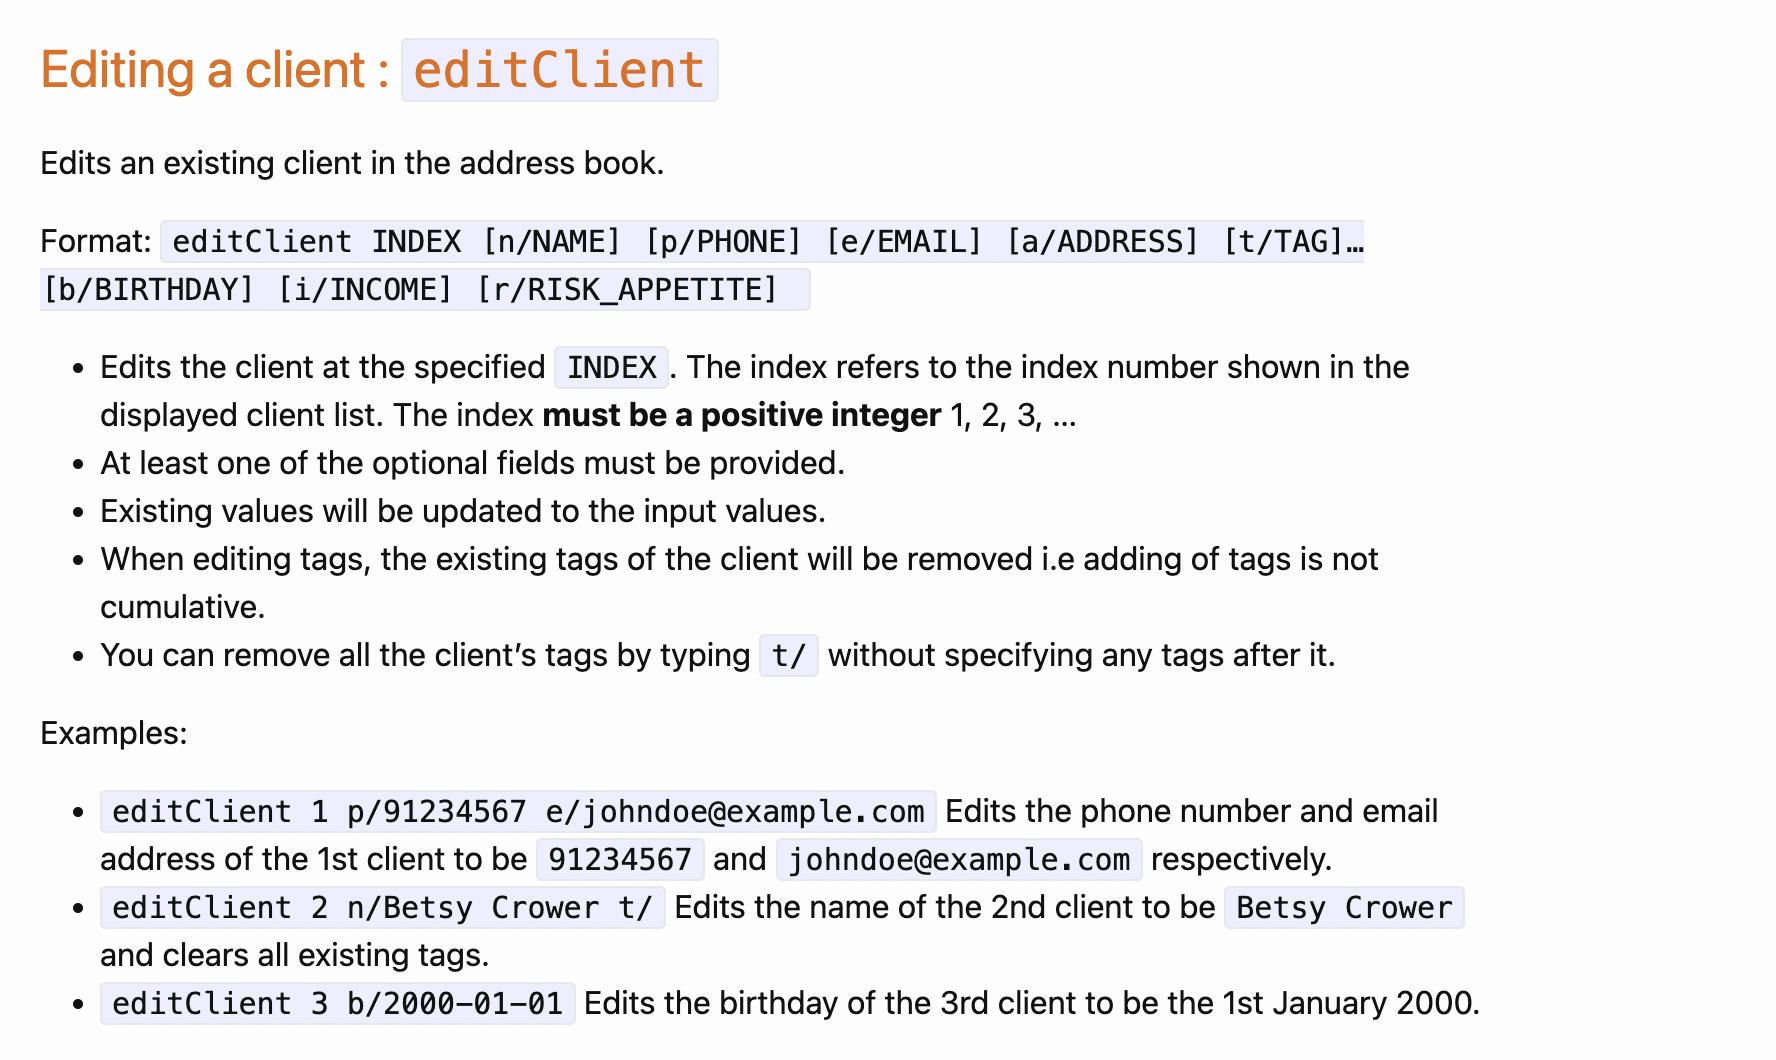 Editing a client : editClient
Edits an existing client in the address book.
Format: editClient INDEX [n/NAME] [p/PHONE] [e/EMAIL] [a/ADDRESS] [t/TAG]…
[b/BIRTHDAY] [i/INCOME] [r/RISK_APPETITE]
• Edits the client at the specified INDEX. The index refers to the index number shown in the
displayed client list. The index must be a positive integer 1, 2, 3, …
• At least one of the optional fields must be provided.
• Existing values will be updated to the input values.
• When editing tags, the existing tags of the client will be removed i.e adding of tags is not
cumulative.
• You can remove all the client’s tags by typing t/ without specifying any tags after it.
Examples:
• editClient 1 p/91234567 e/johndoe@example.com Edits the phone number and email
address of the 1st client to be 91234567 and johndoe@example.com respectively.
• editClient 2 n/Betsy Crower t/ Edits the name of the 2nd client to be Betsy Crower
and clears all existing tags.
• editClient 3 b/2000-01-01 Edits the birthday of the 3rd client to be the 1st January 2000.